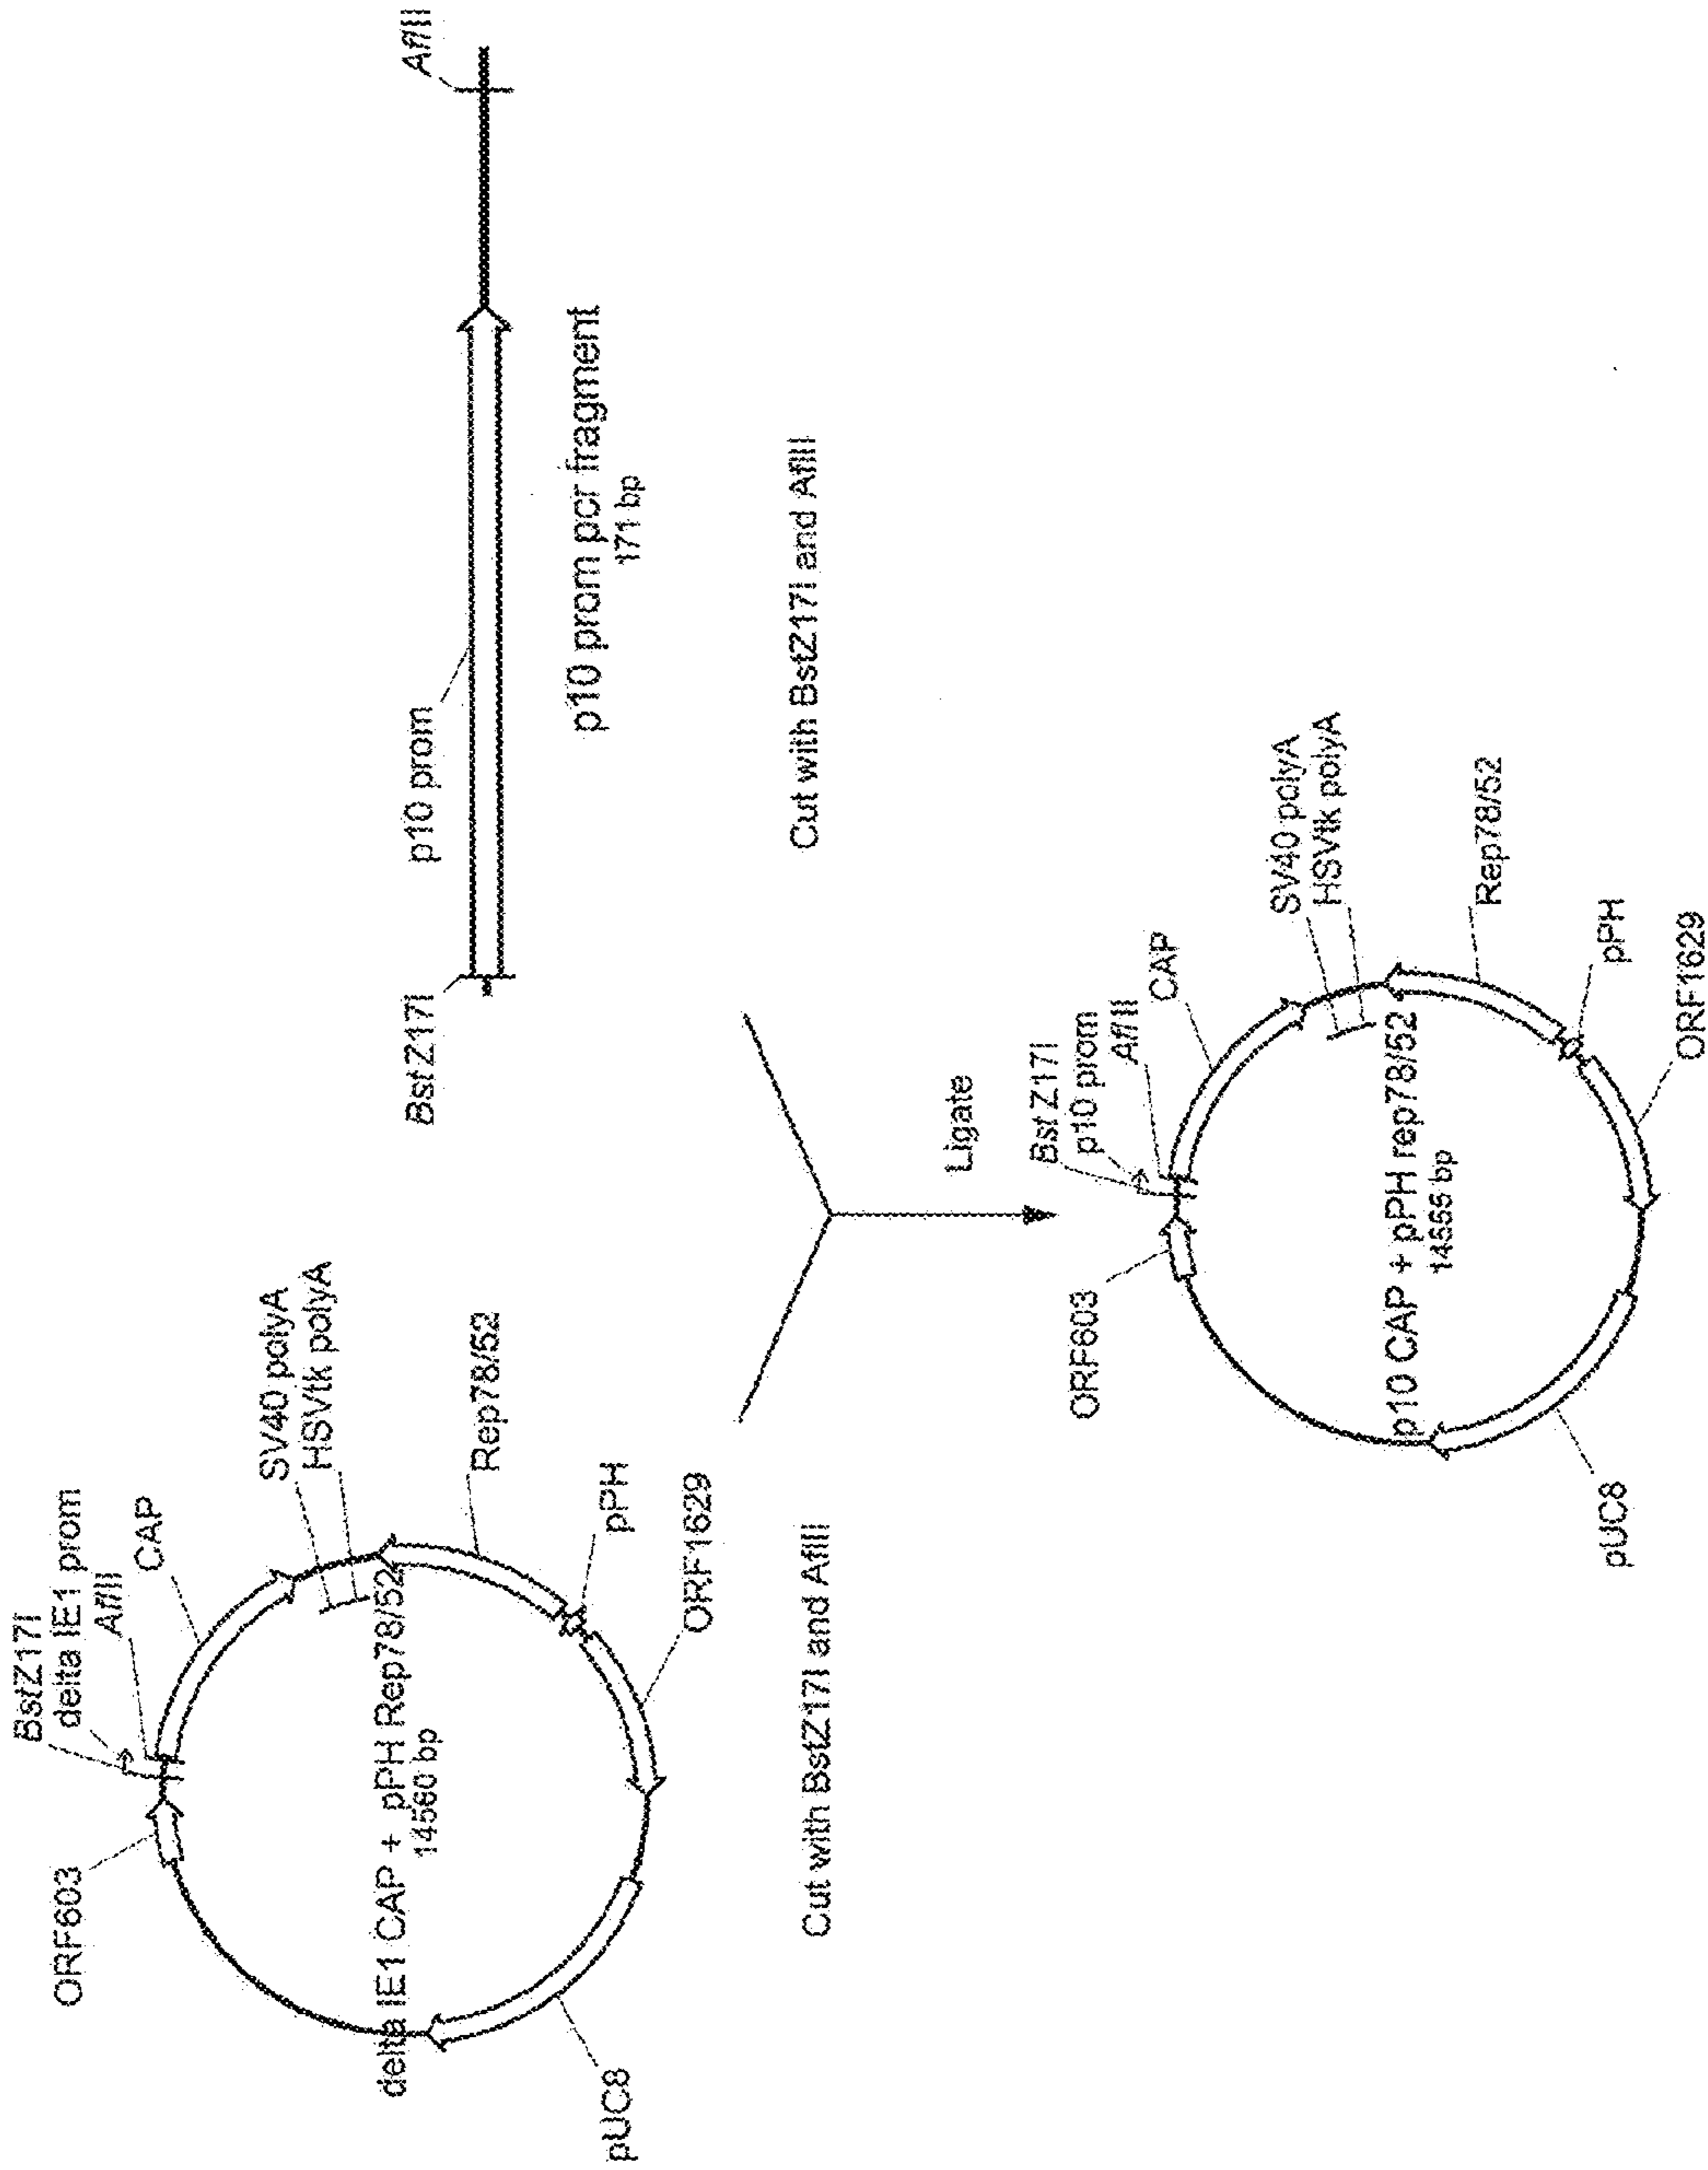 BstZ17I
delta IE1 prom
AflII
ORF603
CAP
SV40 polyA
HSVtk polyA
delta IE1 CAP + pPH Rep78/52
14560 bp
Rep78/52
pPH
ORF1629
pUC8
Cut with BstZ17I and AflII
BstZ17I
p10 prom
AflII
p10 prom pcr fragment
171 bp
Cut with BstZ17I and AflII
Ligate
BstZ17I
p10 prom
AflII
ORF603
CAP
SV40 polyA
HSVtk polyA
p10 CAP + pPH rep78/52
14555 bp
Rep78/52
pPH
ORF1629
pUC8